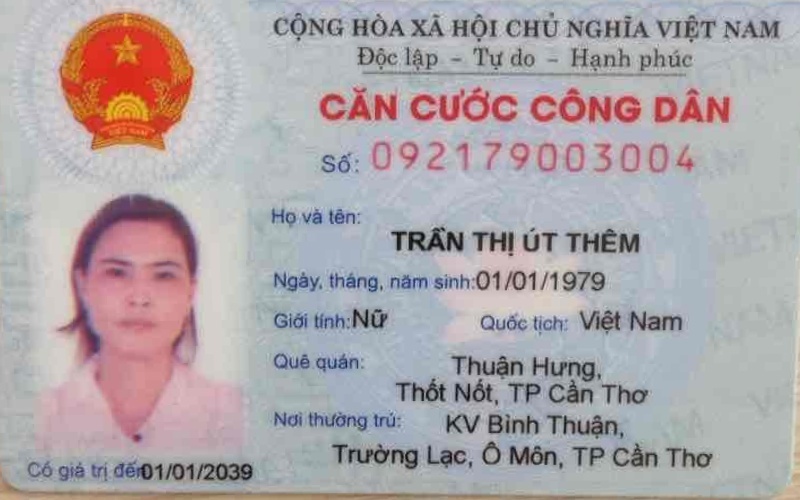 CỘNG HÒA XÃ HỘI CHỦ NGHĨA VIỆT NAM
Độc lập – Tự do – Hạnh phúc
CĂN CƯỚC CÔNG DÂN
Số: 092179003004
Họ và tên:
TRẦN THỊ ÚT THÊM
Ngày, tháng, năm sinh:01/01/1979
Giới tính:Nữ Quốc tịch: Việt Nam
Quê quán: Thuận Hưng,
Thốt Nốt, TP Cần Thơ
Nơi thường trú: KV Bình Thuận,
Trường Lạc, Ô Môn, TP Cần Thơ
Có giá trị đến01/01/2039
VIỆT NAM